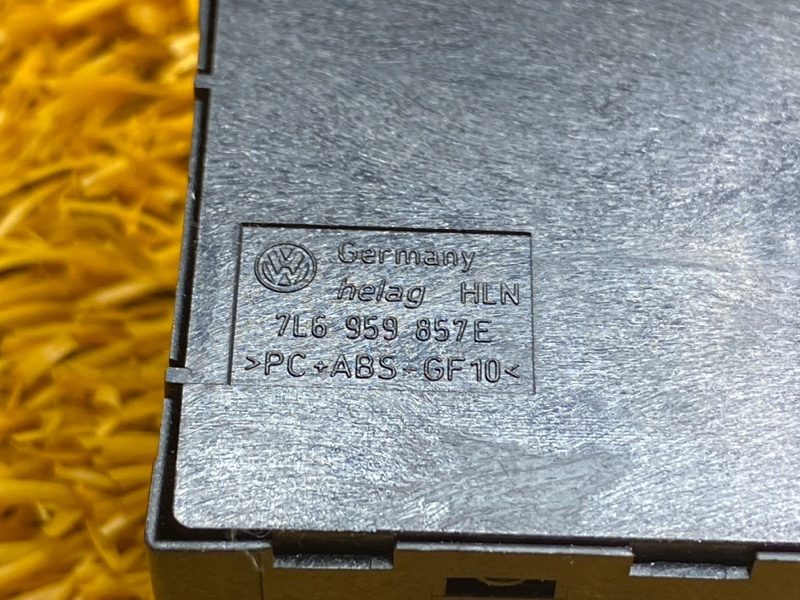 Germany
helag HLN
7L6 959 857E
>PC+ABS-GF10<